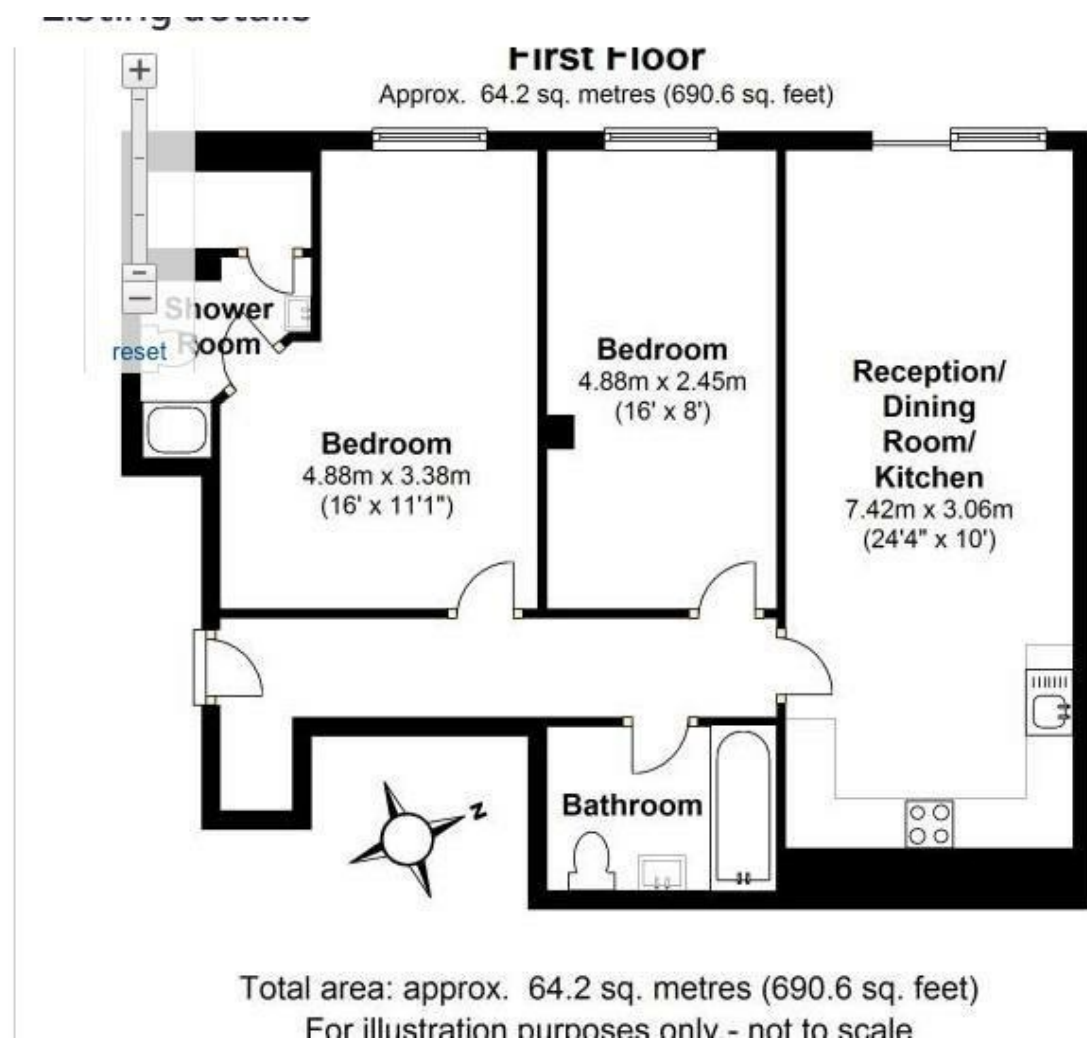 Listing details
First Floor
Approx. 64.2 sq. metres (690.6 sq. feet)
Shower
Room
reset
Bedroom
4.88m x 3.38m
(16' x 11'1")
Bedroom
4.88m x 2.45m
(16' x 8')
Reception/
Dining
Room/
Kitchen
7.42m x 3.06m
(24'4" x 10')
Bathroom
N
Total area: approx. 64.2 sq. metres (690.6 sq. feet)
For illustration purposes only - not to scale